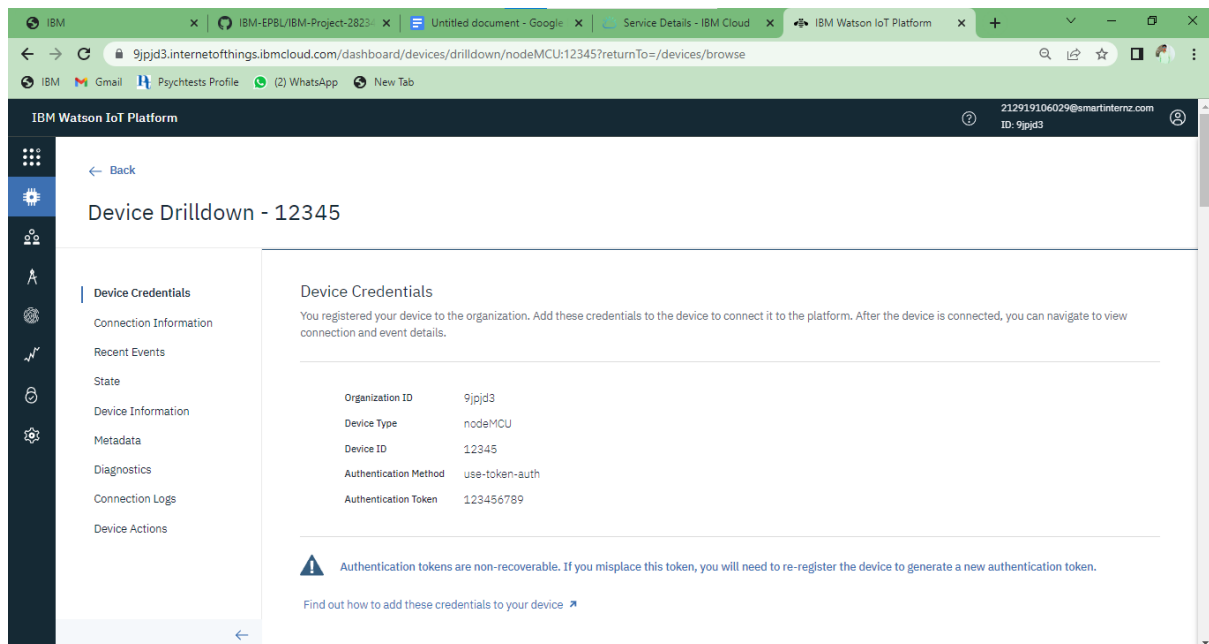 IBM
IBM-EPBL/IBM-Project-28234
Untitled document - Google
Service Details - IBM Cloud
IBM Watson IoT Platform
9jpjd3.internetofthings.ibmcloud.com/dashboard/devices/drilldown/nodeMCU:12345?returnTo=/devices/browse
IBM
Gmail
Psychtests Profile
(2) WhatsApp
New Tab
IBM Watson IoT Platform
212919106029@smartinternz.com
ID: 9jpjd3
← Back
Device Drilldown - 12345
Device Credentials
Connection Information
Recent Events
State
Device Information
Metadata
Diagnostics
Connection Logs
Device Actions
Device Credentials
You registered your device to the organization. Add these credentials to the device to connect it to the platform. After the device is connected, you can navigate to view
connection and event details.
Organization ID 9jpjd3
Device Type nodeMCU
Device ID 12345
Authentication Method use-token-auth
Authentication Token 123456789
Authentication tokens are non-recoverable. If you misplace this token, you will need to re-register the device to generate a new authentication token.
Find out how to add these credentials to your device